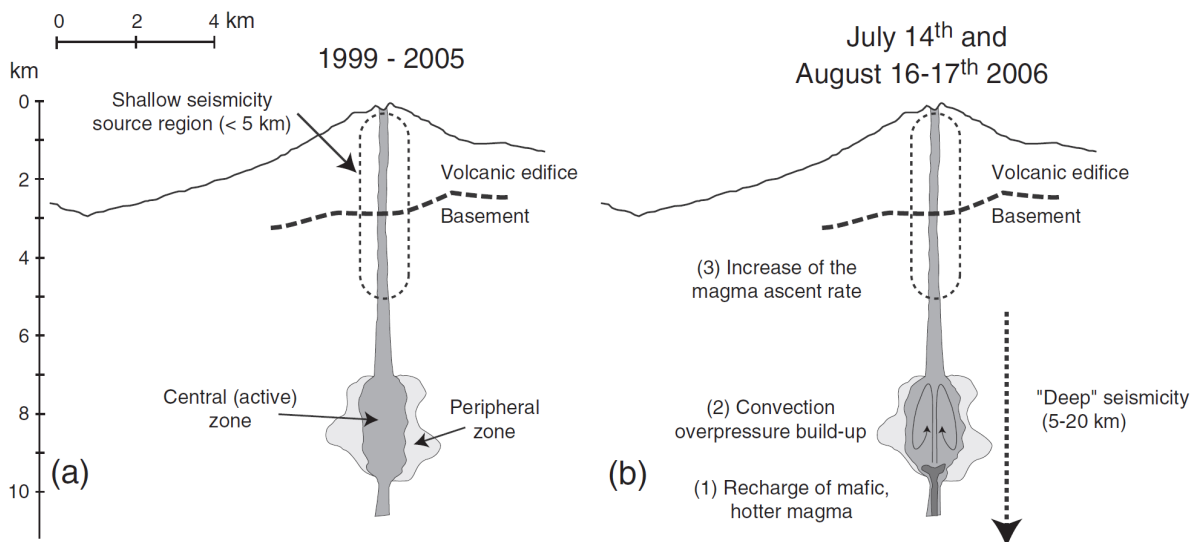 0 2 4 km
1999 - 2005
km
0
2
4
6
8
10
Shallow seismicity
source region (< 5 km)
Volcanic edifice
Basement
Central (active)
zone
Peripheral
zone
(a)
July 14th and
August 16-17th 2006
Volcanic edifice
Basement
(3) Increase of the
magma ascent rate
"Deep" seismicity
(5-20 km)
(2) Convection
overpressure build-up
(1) Recharge of mafic,
hotter magma
(b)